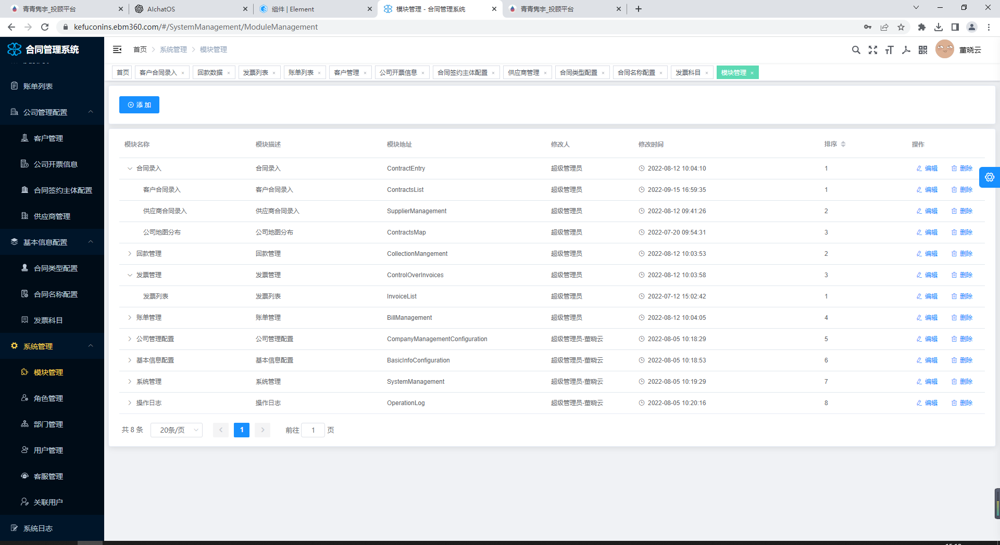 青青隽宇_投顾平台
AIchatOS
组件 | Element
模块管理 - 合同管理系统
青青隽宇_投顾平台
kefuconins.ebm360.com/#/SystemManagement/ModuleManagement
合同管理系统
首页 系统管理 模块管理
董晓云
首页 客户合同录入 回款数据 发票列表 账单列表 客户管理 公司开票信息 合同签约主体配置 供应商管理 合同类型配置 合同名称配置 发票科目 模块管理
账单列表
公司管理配置
客户管理
公司开票信息
合同签约主体配置
供应商管理
基本信息配置
合同类型配置
合同名称配置
发票科目
系统管理
模块管理
角色管理
部门管理
用户管理
客服管理
关联用户
系统日志
添 加
模块名称 模块描述 模块地址 修改人 修改时间 排序 操作
合同录入 合同录入 ContractEntry 超级管理员 2022-08-12 10:04:10 1 编辑 删除
客户合同录入 客户合同录入 ContractsList 超级管理员 2022-09-15 16:59:35 1 编辑 删除
供应商合同录入 供应商合同录入 SupplierManagement 超级管理员 2022-08-12 09:41:26 2 编辑 删除
公司地图分布 公司地图分布 ContractsMap 超级管理员 2022-07-20 09:54:31 3 编辑 删除
回款管理 回款管理 CollectionMangement 超级管理员 2022-08-12 10:03:53 2 编辑 删除
发票管理 发票管理 ControlOverInvoices 超级管理员 2022-08-12 10:03:58 3 编辑 删除
发票列表 发票列表 InvoiceList 超级管理员 2022-07-12 15:02:42 1 编辑 删除
账单管理 账单管理 BillManagement 超级管理员 2022-08-12 10:04:05 4 编辑 删除
公司管理配置 公司管理配置 CompanyManagementConfiguration 超级管理员-董晓云 2022-08-05 10:18:29 5 编辑 删除
基本信息配置 基本信息配置 BasicInfoConfiguration 超级管理员-董晓云 2022-08-05 10:18:53 6 编辑 删除
系统管理 系统管理 SystemManagement 超级管理员-董晓云 2022-08-05 10:19:29 7 编辑 删除
操作日志 操作日志 OperationLog 超级管理员-董晓云 2022-08-05 10:20:16 8 编辑 删除
共 8 条 20条/页 1 前往 1 页